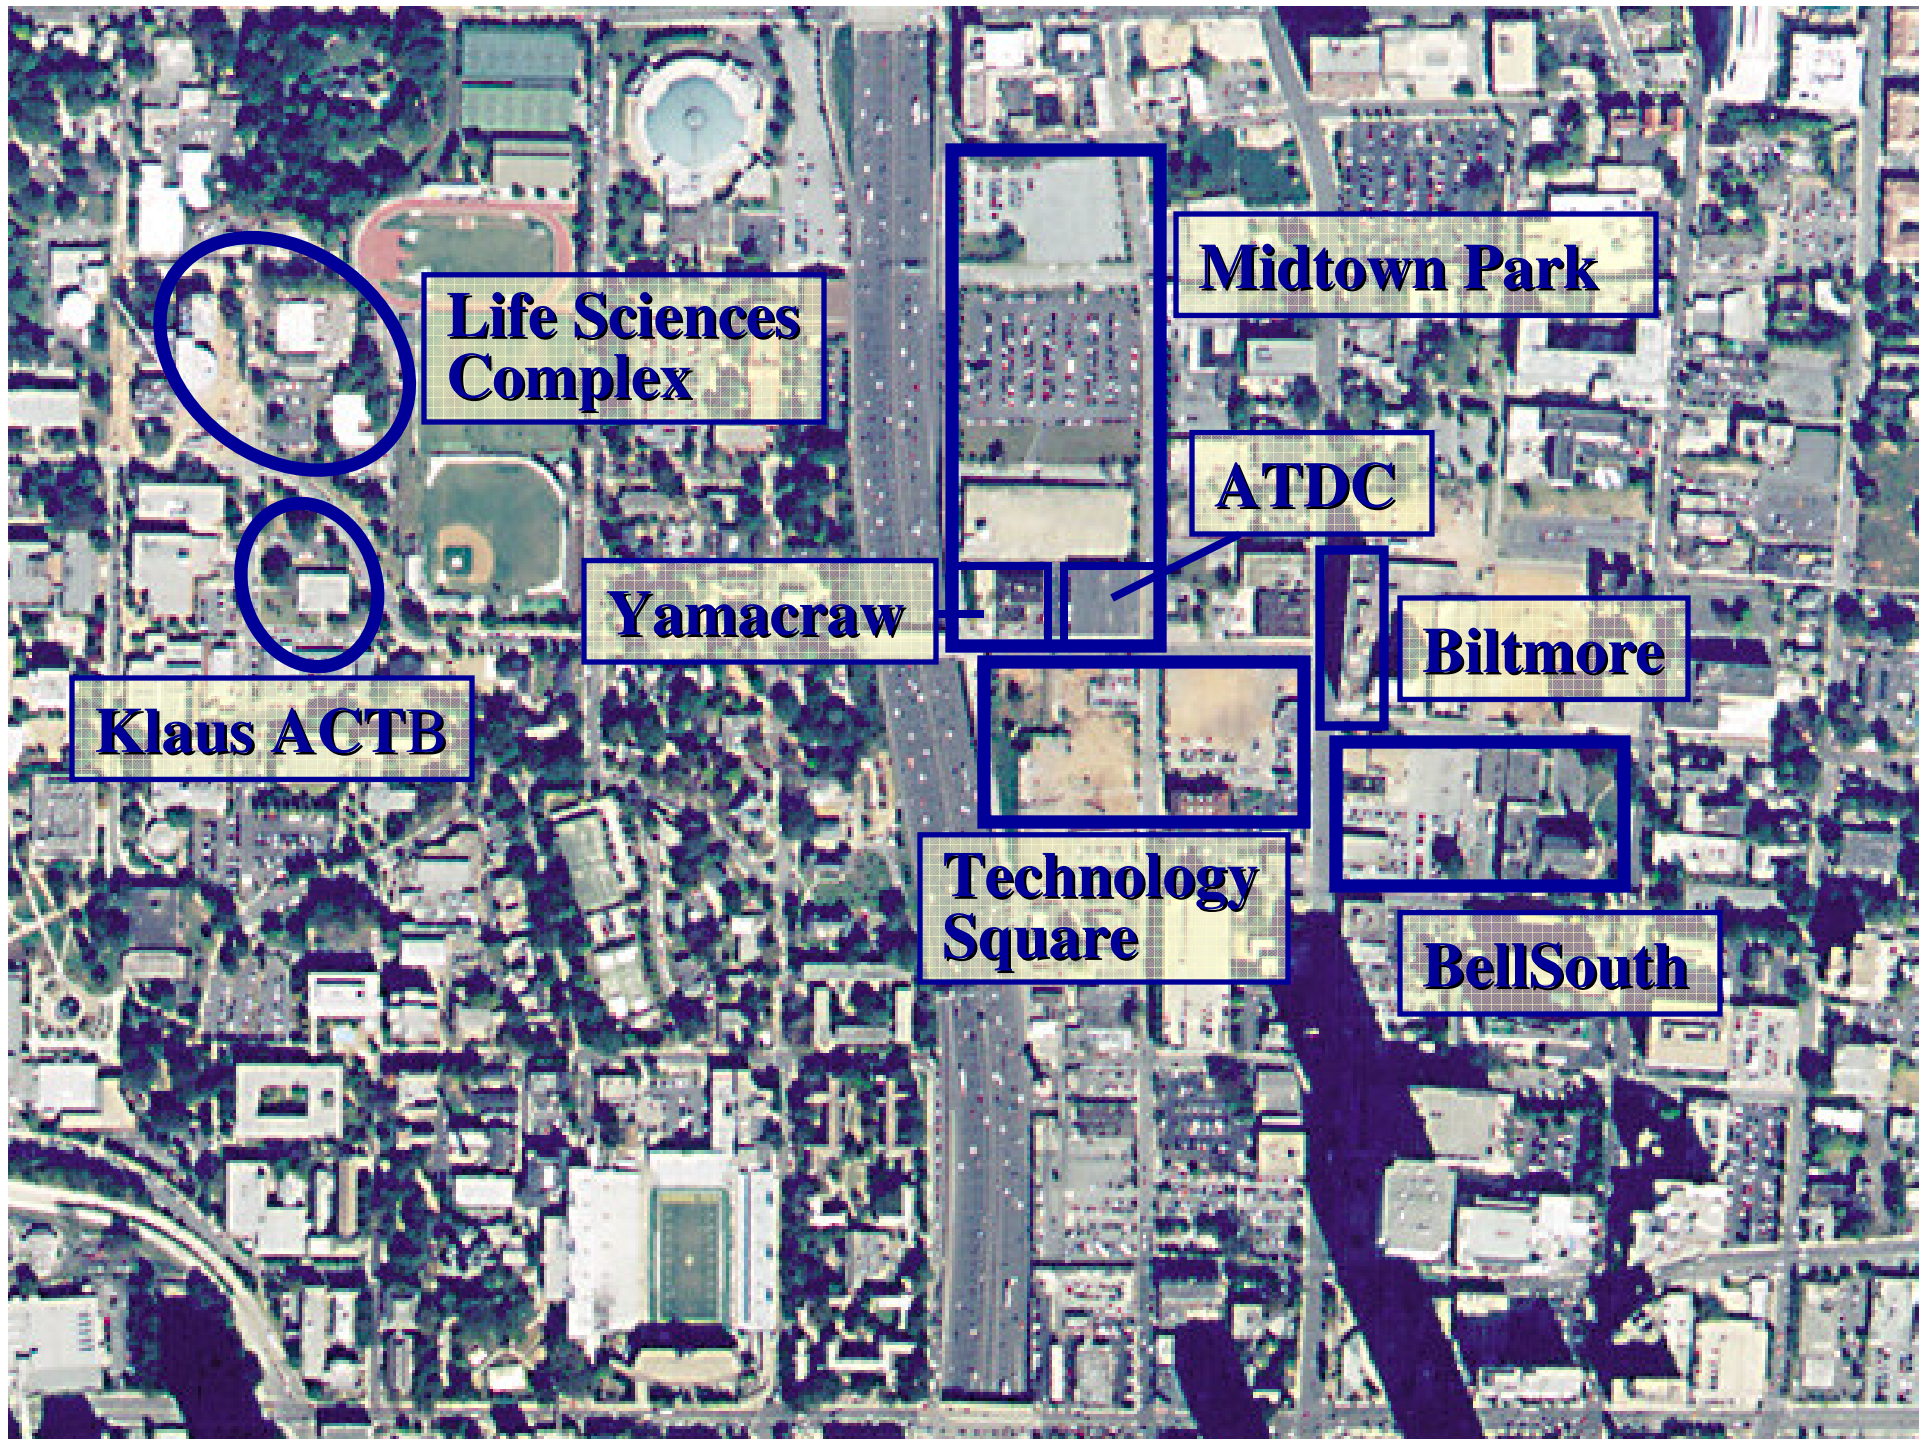 Midtown Park
Life Sciences
Complex
ATDC
Yamacraw
Biltmore
Klaus ACTB
Technology
Square
BellSouth